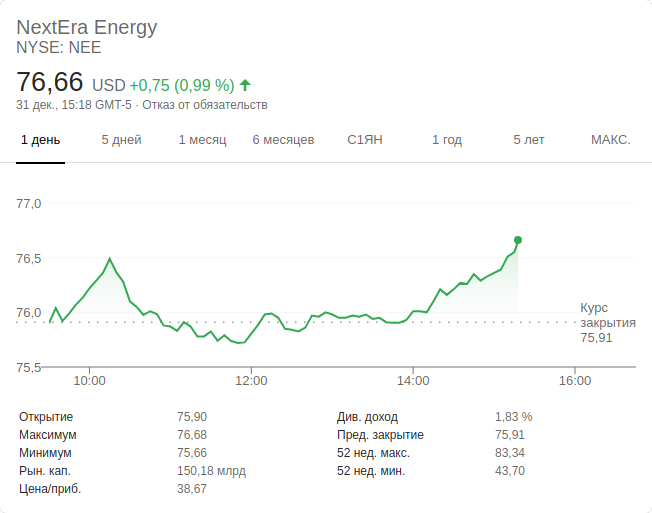 NextEra Energy
NYSE: NEE
76,66 USD +0,75 (0,99 %)
31 дек., 15:18 GMT-5 · Отказ от обязательств
1 день 5 дней 1 месяц 6 месяцев С1ЯН 1 год 5 лет МАКС.
77,0
76,5
76,0
Курс
закрытия
75,91
75,5
10:00 12:00 14:00 16:00
Открытие 75,90 Див. доход 1,83 %
Максимум 76,68 Пред. закрытие 75,91
Минимум 75,66 52 нед. макс. 83,34
Рын. кап. 150,18 млрд 52 нед. мин. 43,70
Цена/приб. 38,67